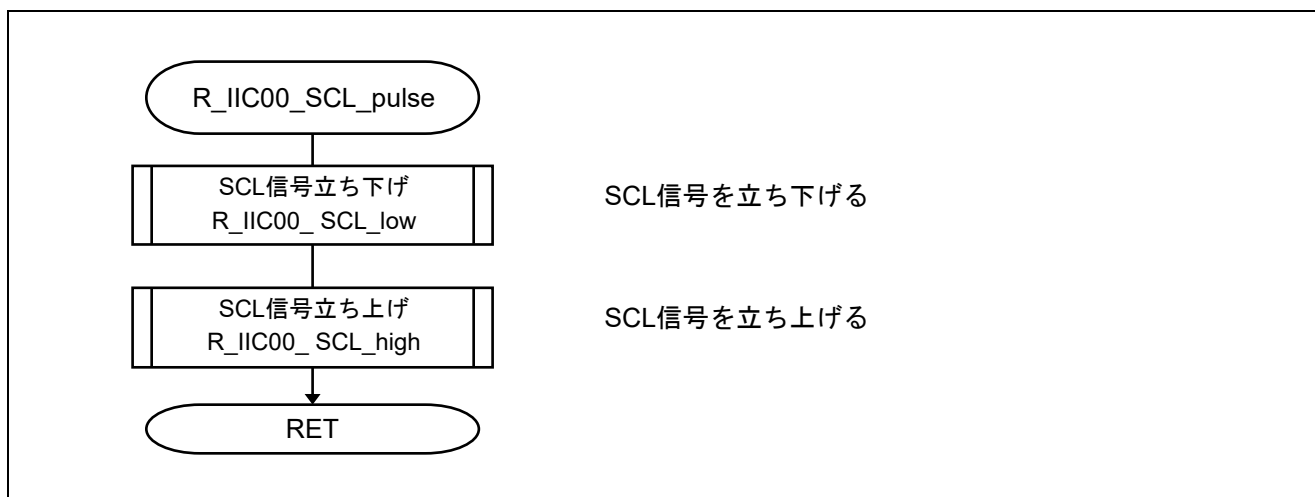 R_IIC00_SCL_pulse
SCL信号立ち下げ
R_IIC00_ SCL_low
SCL信号を立ち下げる
SCL信号立ち上げ
R_IIC00_ SCL_high
SCL信号を立ち上げる
RET